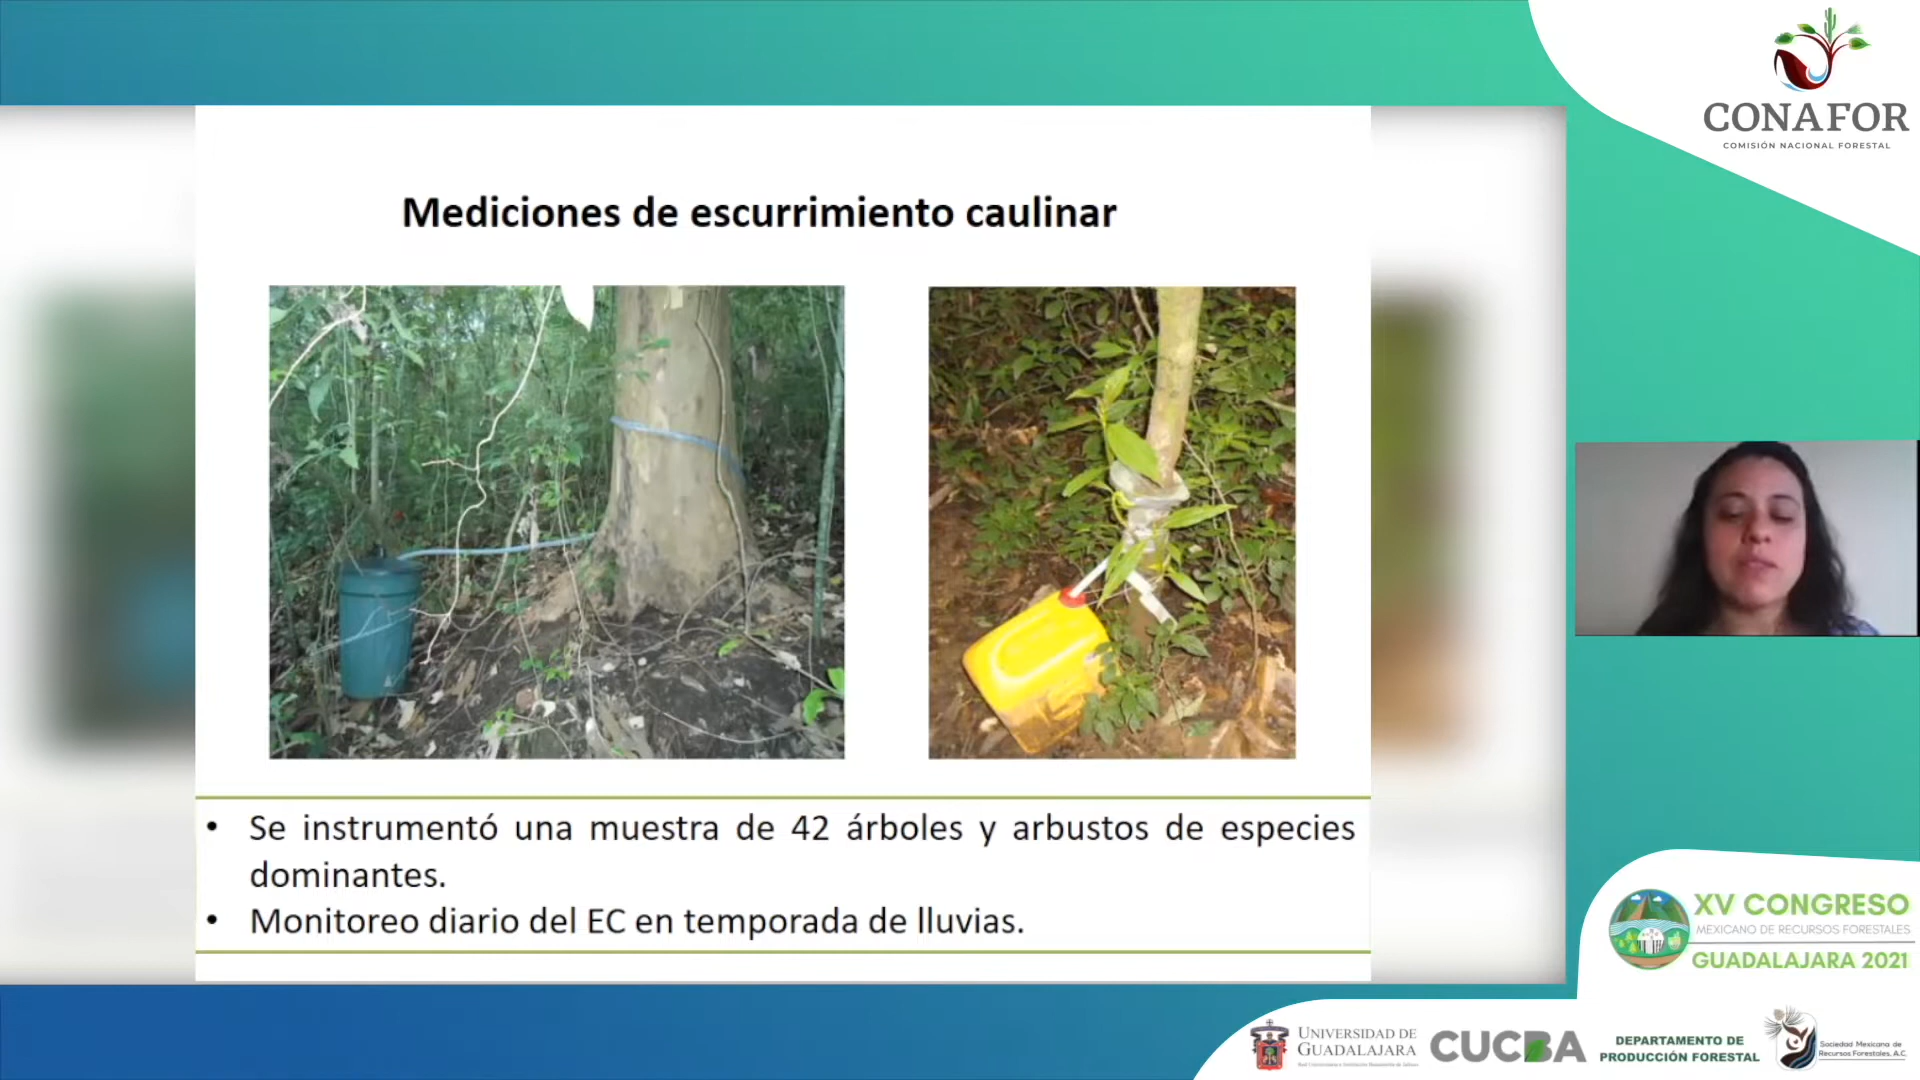 CONAFOR
COMISIÓN NACIONAL FORESTAL
Mediciones de escurrimiento caulinar
• Se instrumentó una muestra de 42 árboles y arbustos de especies
dominantes.
• Monitoreo diario del EC en temporada de lluvias.
XV CONGRESO
MEXICANO DE RECURSOS FORESTALES
GUADALAJARA 2021
UNIVERSIDAD DE
GUADALAJARA
CUCBA
DEPARTAMENTO DE
PRODUCCIÓN FORESTAL
Sociedad Mexicana de
Recursos Forestales, A.C.